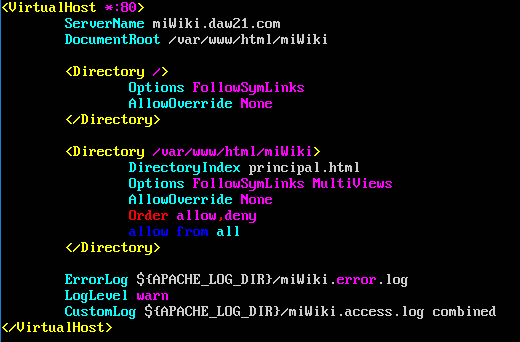 <VirtualHost *:80>
        ServerName miWiki.daw21.com
        DocumentRoot /var/www/html/miWiki

        <Directory />
                Options FollowSymLinks
                AllowOverride None
        </Directory>

        <Directory /var/www/html/miWiki>
                DirectoryIndex principal.html
                Options FollowSymLinks MultiViews
                AllowOverride None
                Order allow,deny
                allow from all
        </Directory>

        ErrorLog ${APACHE_LOG_DIR}/miWiki.error.log
        LogLevel warn
        CustomLog ${APACHE_LOG_DIR}/miWiki.access.log combined
</VirtualHost>